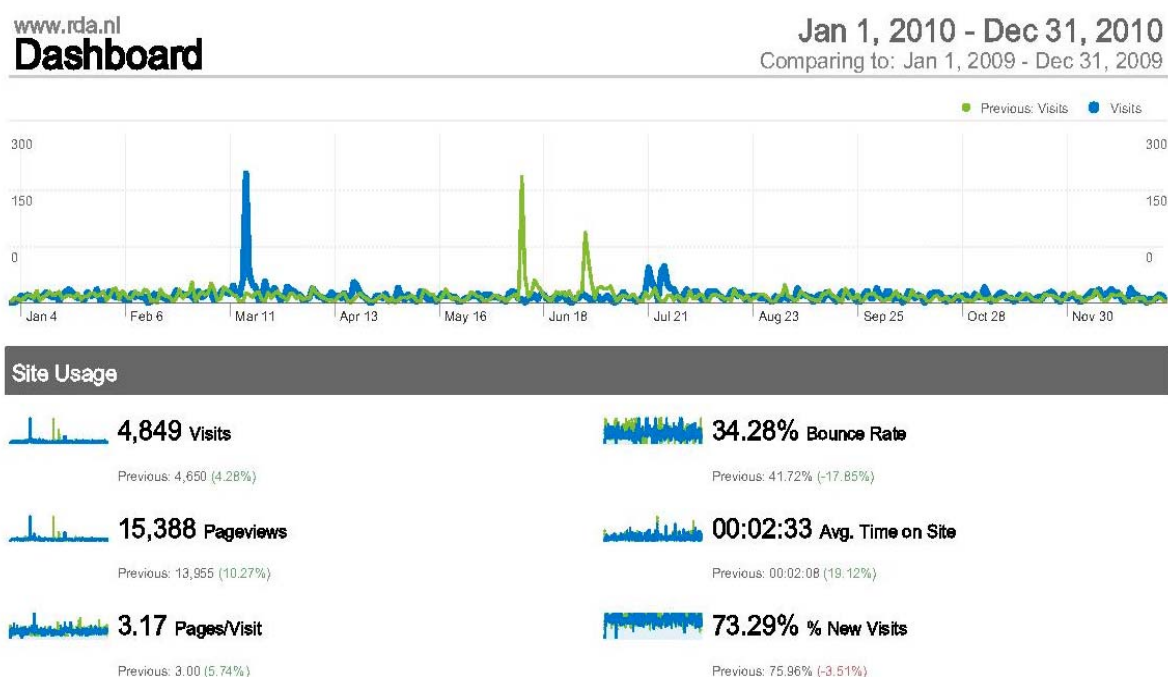 www.rda.nl
Dashboard
Jan 1, 2010 - Dec 31, 2010
Comparing to: Jan 1, 2009 - Dec 31, 2009
Previous: Visits Visits
300 300
150 150
0 0
Jan 4 Feb 6 Mar 11 Apr 13 May 16 Jun 18 Jul 21 Aug 23 Sep 25 Oct 28 Nov 30
Site Usage
4,849 Visits
Previous: 4,650 (4.28%)
34.28% Bounce Rate
Previous: 41.72% (-17.85%)
15,388 Pageviews
Previous: 13,955 (10.27%)
00:02:33 Avg. Time on Site
Previous: 00:02:08 (19.12%)
3.17 Pages/Visit
Previous: 3.00 (5.74%)
73.29% % New Visits
Previous: 75.96% (-3.51%)